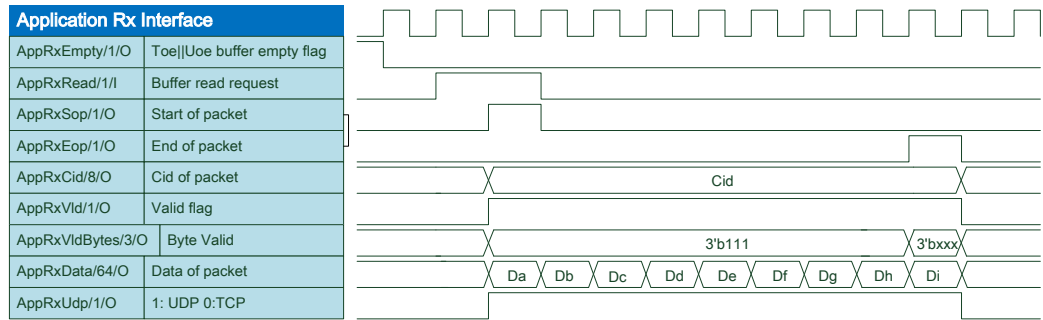 Application Rx Interface
AppRxEmpty/1/O Toe||Uoe buffer empty flag
AppRxRead/1/I Buffer read request
AppRxSop/1/O Start of packet
AppRxEop/1/O End of packet
AppRxCid/8/O Cid of packet Cid
AppRxVld/1/O Valid flag
AppRxVldBytes/3/O Byte Valid 3'b111 3'bxxx
AppRxData/64/O Data of packet Da Db Dc Dd De Df Dg Dh Di
AppRxUdp/1/O 1: UDP 0:TCP